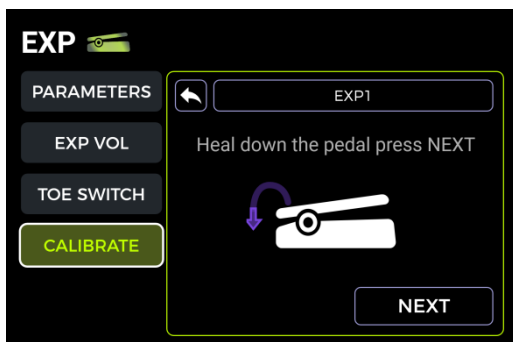 EXP
PARAMETERS
EXP VOL
TOE SWITCH
CALIBRATE
EXP1
Heal down the pedal press NEXT
NEXT